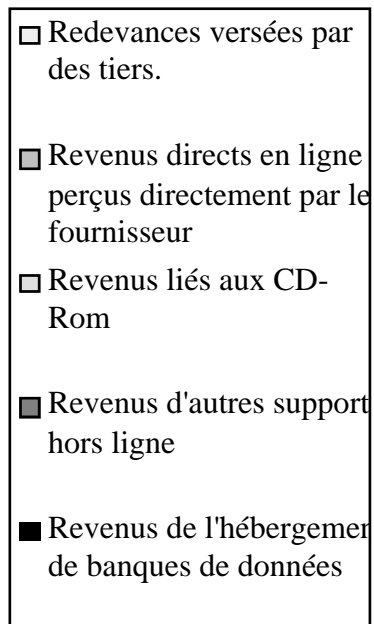 Redevances versées par
des tiers.
Revenus directs en ligne
perçus directement par le
fournisseur
Revenus liés aux CD-
Rom
Revenus d'autres support
hors ligne
Revenus de l'hébergemen
de banques de données